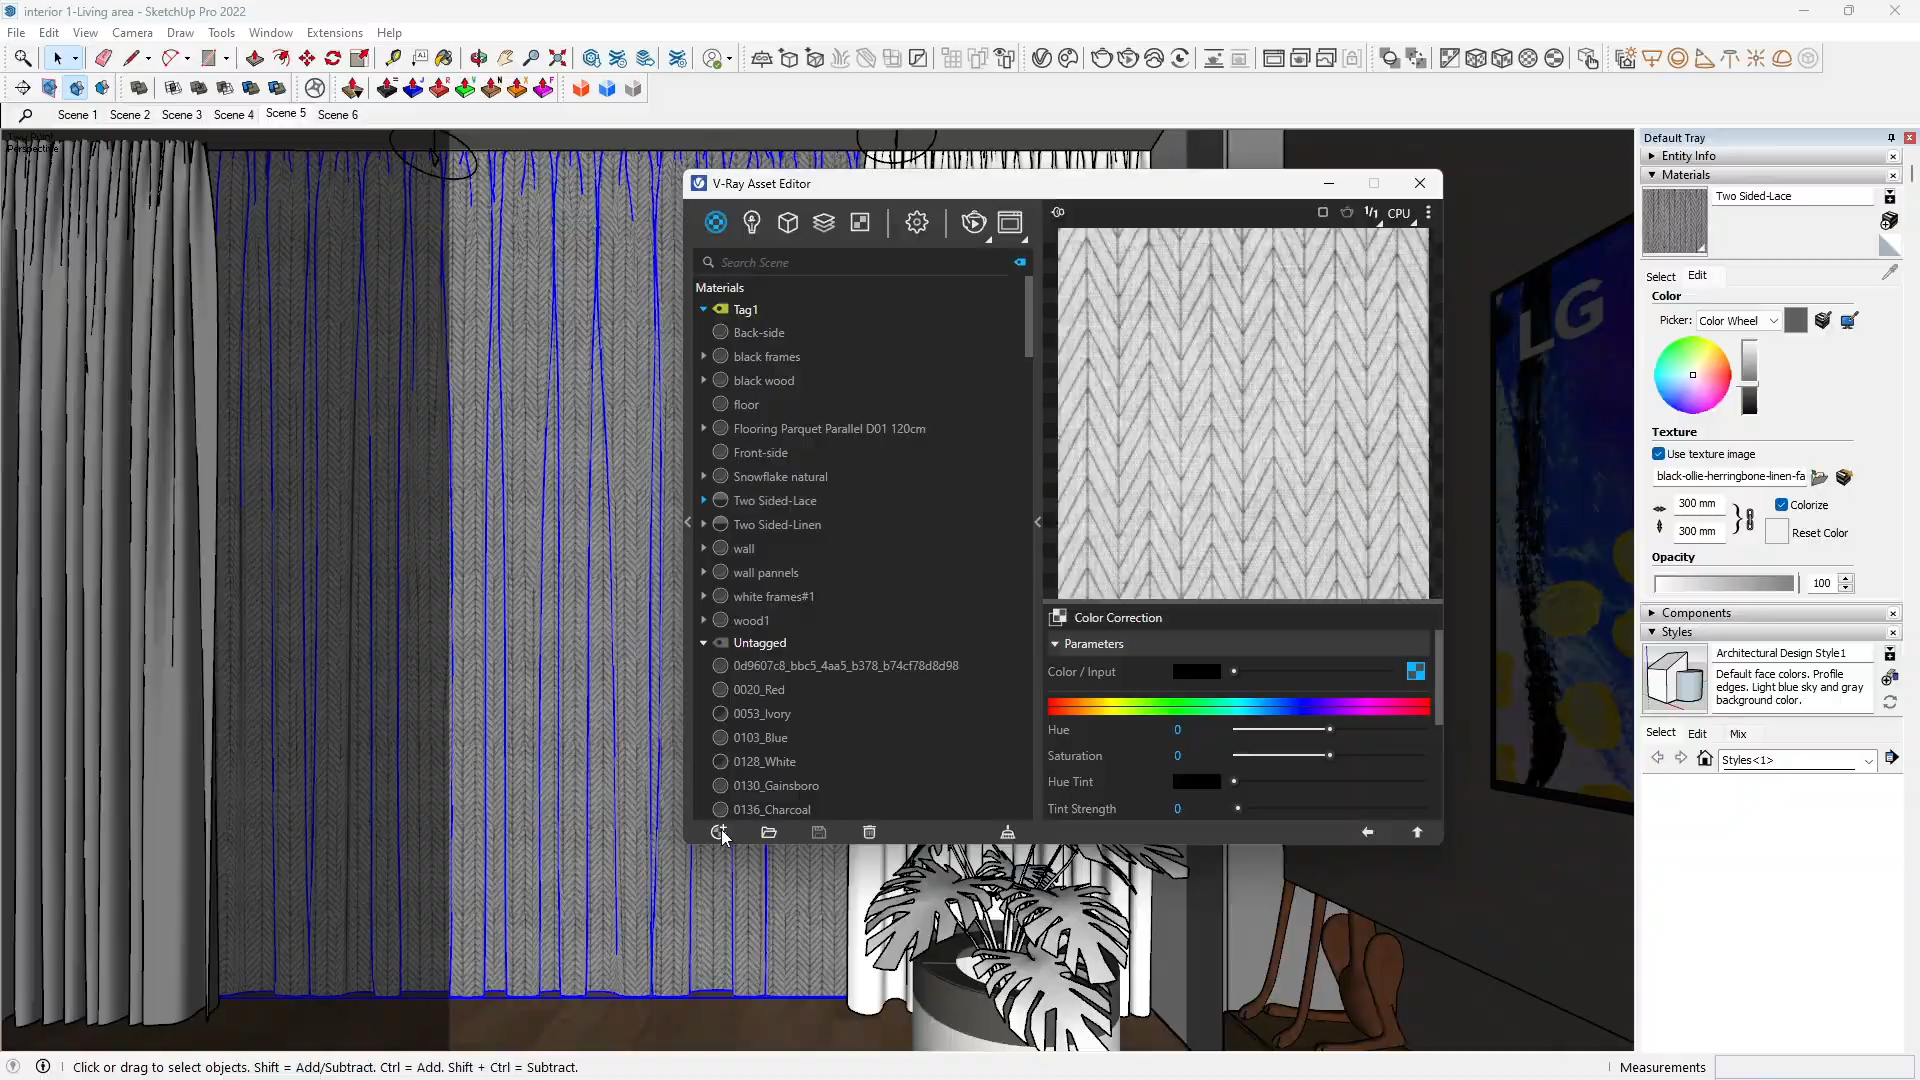 interior 1-Living area - SketchUp Pro 2022
File Edit View Camera Draw Tools Window Extensions Help
Scene 1 Scene 2 Scene 3 Scene 4 Scene 5 Scene 6
Two Point
Perspective
V-Ray Asset Editor
1/1 CPU
Search Scene
Materials
Tag1
Back-side
black frames
black wood
floor
Flooring Parquet Parallel D01 120cm
Front-side
Snowflake natural
Two Sided-Lace
Two Sided-Linen
wall
wall pannels
white frames#1
wood1
Untagged
0d9607c8_bbc5_4aa5_b378_b74cf78d8d98
0020_Red
0053_Ivory
0103_Blue
0128_White
0130_Gainsboro
0136_Charcoal
Color Correction
Parameters
Color / Input
Hue 0
Saturation 0
Hue Tint
Tint Strength 0
LG
Default Tray
Entity Info
Materials
Two Sided-Lace
Select Edit
Color
Picker: Color Wheel
Texture
Use texture image
black-ollie-herringbone-linen-fa
300 mm
Colorize
300 mm
Reset Color
Opacity
100
Components
Styles
Architectural Design Style1
Default face colors. Profile
edges. Light blue sky and gray
background color.
Select Edit Mix
Styles<1>
Click or drag to select objects. Shift = Add/Subtract. Ctrl = Add. Shift + Ctrl = Subtract.
Measurements